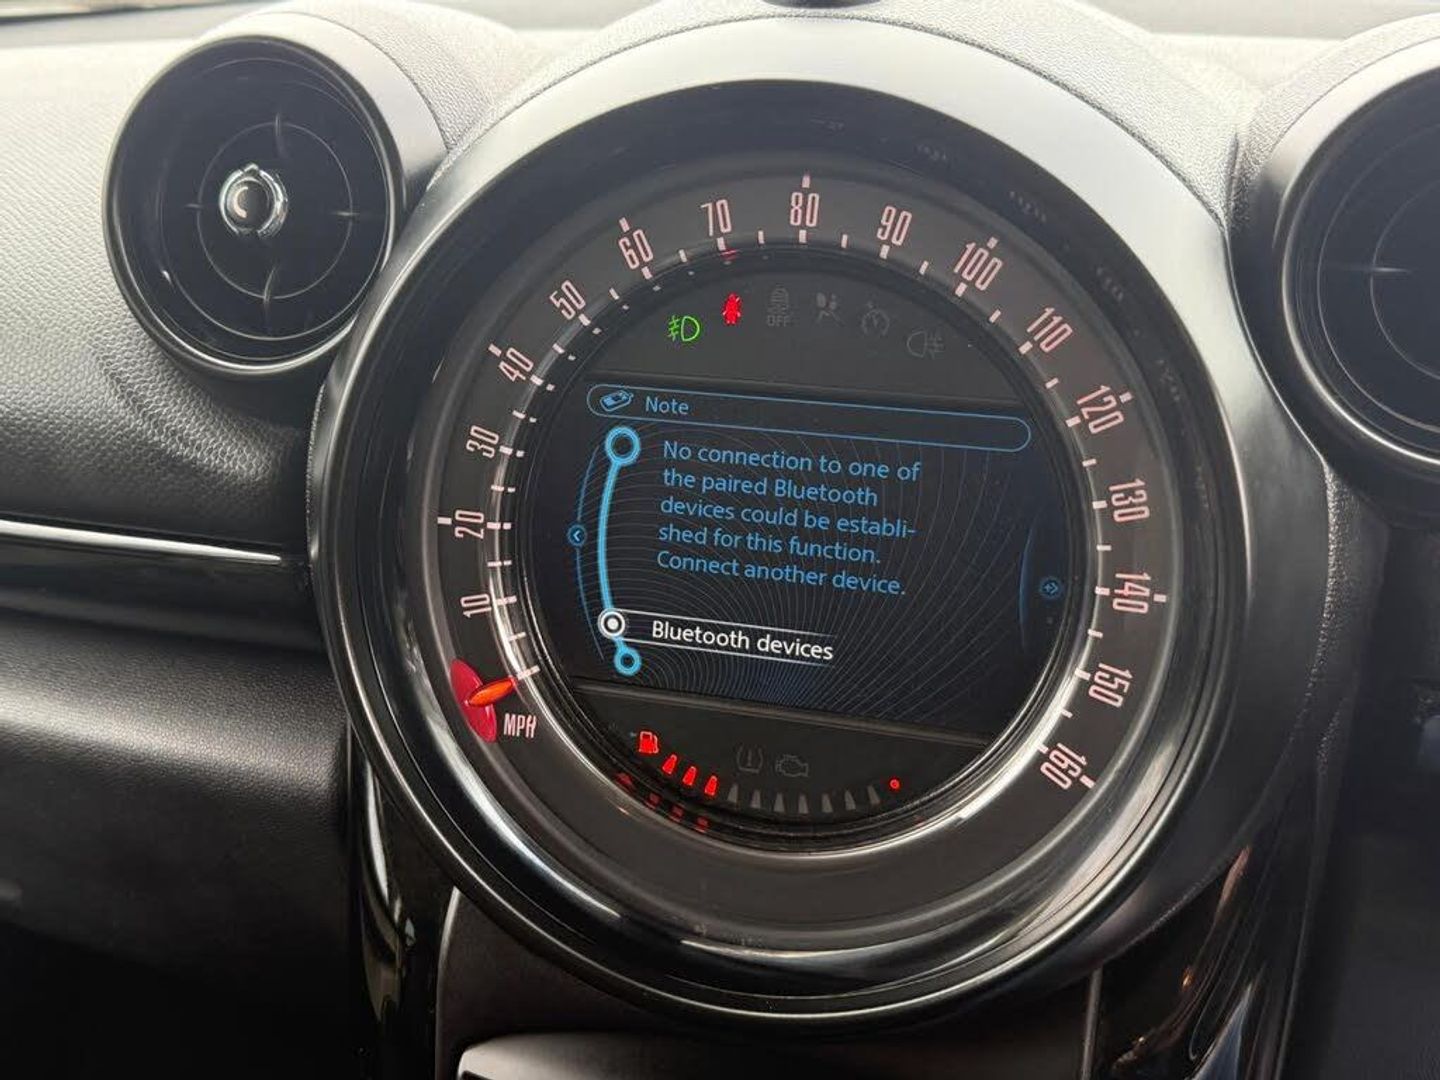 10
20
30
40
50
60
70
80
90
100
110
120
130
140
150
160
MPH
OFF
Note
No connection to one of
the paired Bluetooth
devices could be establi-
shed for this function.
Connect another device.
Bluetooth devices